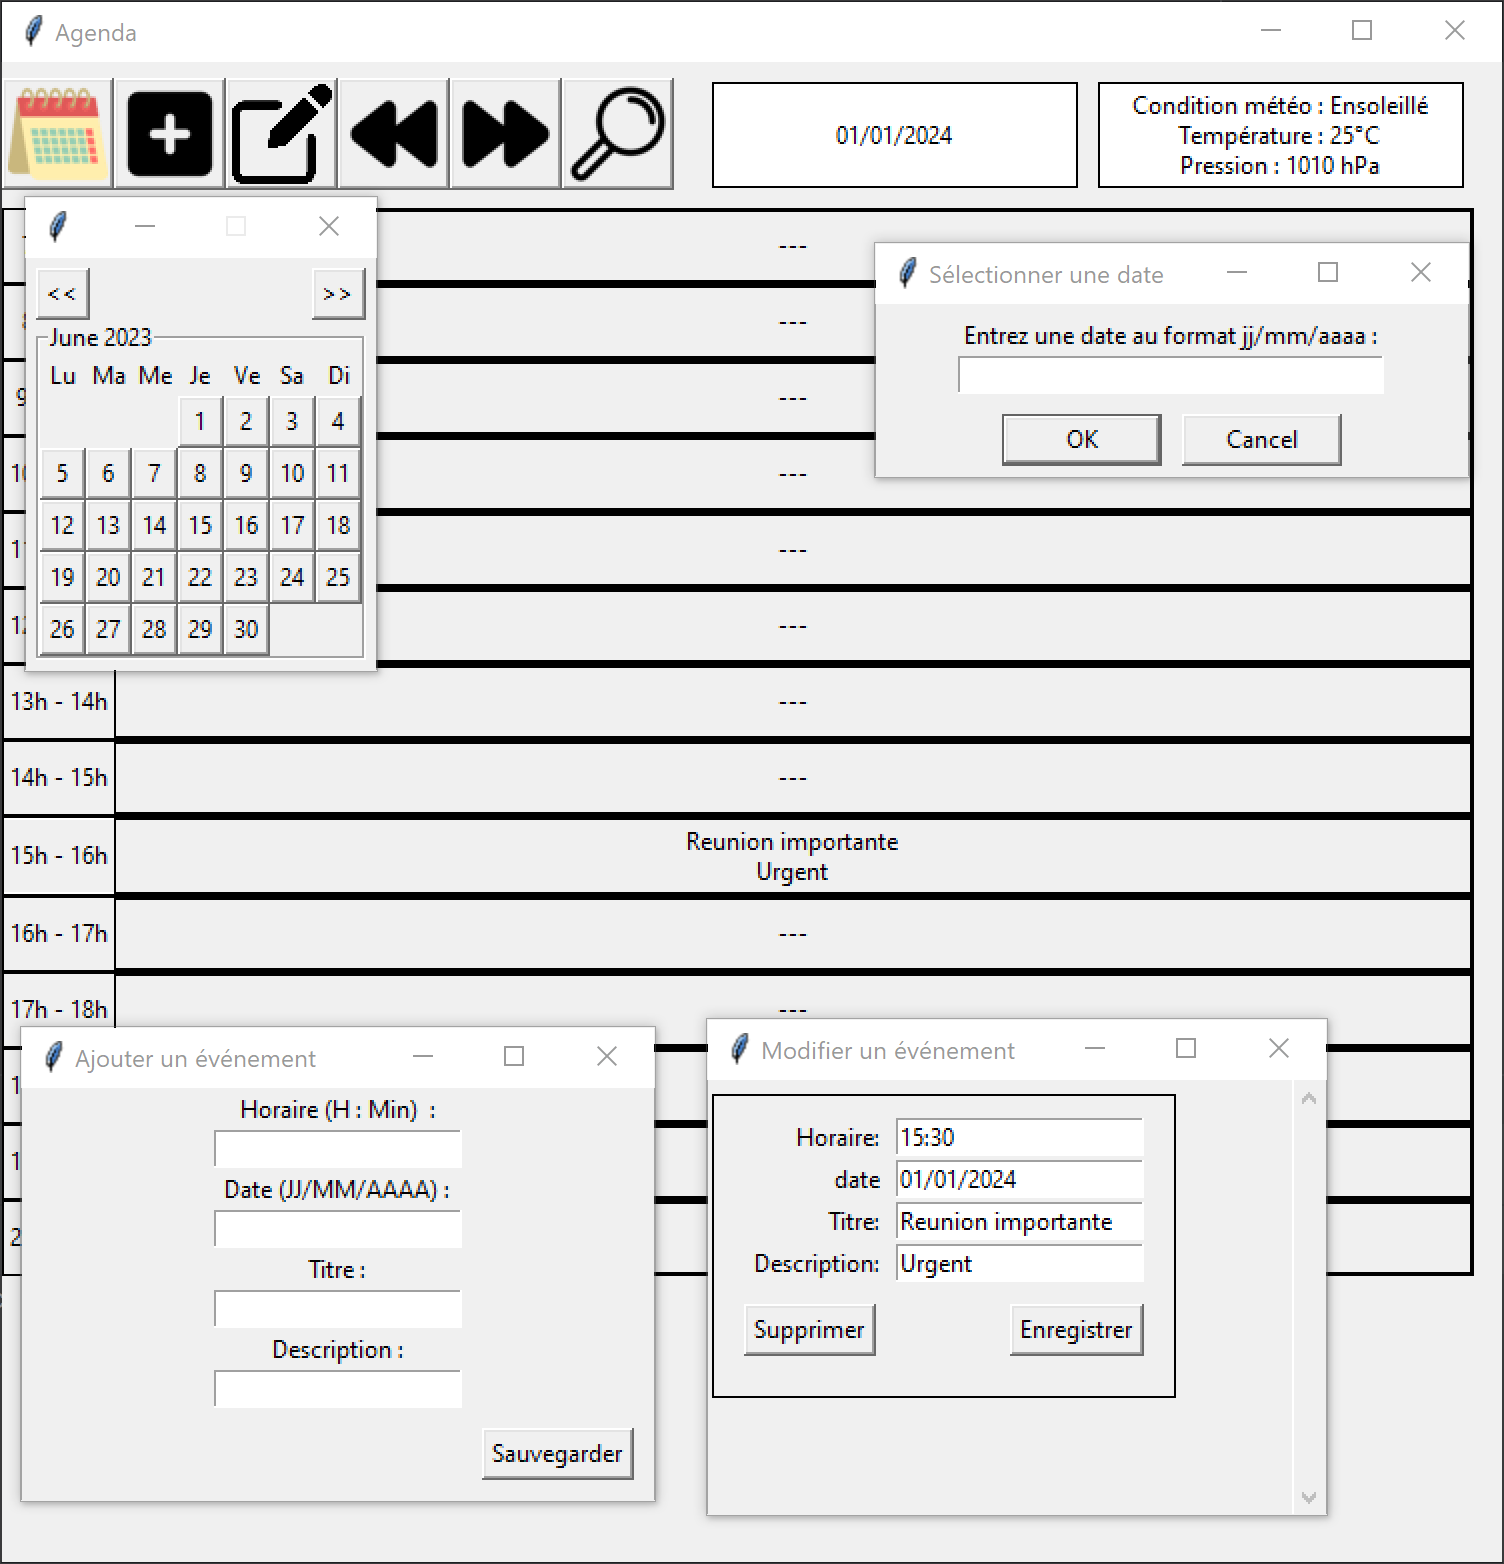 Agenda
01/01/2024
Condition météo : Ensoleillé
Température : 25°C
Pression : 1010 hPa
<<
>>
June 2023
Lu Ma Me Je Ve Sa Di
1 2 3 4
5 6 7 8 9 10 11
12 13 14 15 16 17 18
19 20 21 22 23 24 25
26 27 28 29 30
---
---
---
---
---
---
Sélectionner une date
Entrez une date au format jj/mm/aaaa :
OK Cancel
13h - 14h ---
14h - 15h ---
15h - 16h
Reunion importante
Urgent
16h - 17h ---
17h - 18h ---
Ajouter un événement
Horaire (H : Min)  :
Date (JJ/MM/AAAA) :
Titre :
Description :
Sauvegarder
Modifier un événement
Horaire: 15:30
date 01/01/2024
Titre: Reunion importante
Description: Urgent
Supprimer Enregistrer